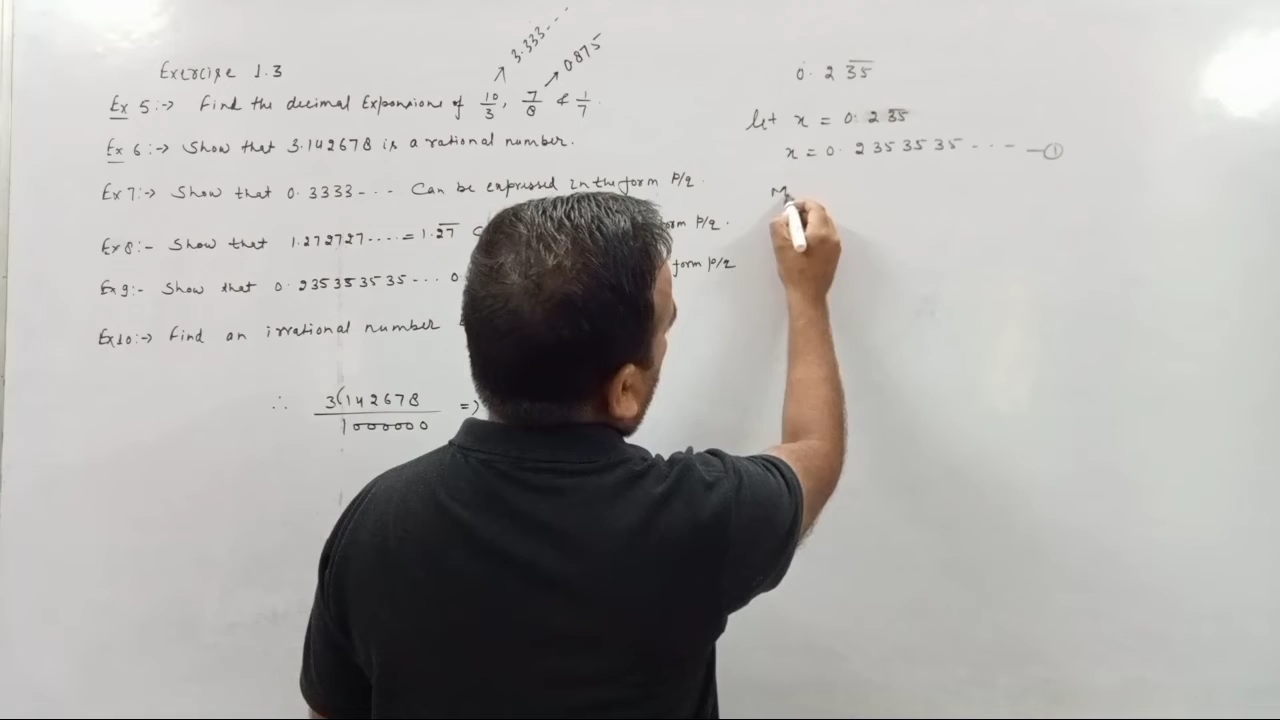 Exercise 1.3
3.333...
0.875
Ex 5:→ Find the decimal Expansions of 10/3, 7/8 & 1/7.
Ex 6:→ Show that 3.142678 is a rational number.
Ex 7:→ Show that 0.3333--- Can be expressed in the form P/q.
Ex 8:- Show that 1.272727.... = 1.2̅7̅ form P/q.
Ex 9:- Show that 0.2353535 35--- 0. form P/q
Ex 10:→ Find an irrational number
∴ 3142678/1000000 =>
0.23̅5̅
let x = 0.23̅5̅
x = 0.2353535--- —①